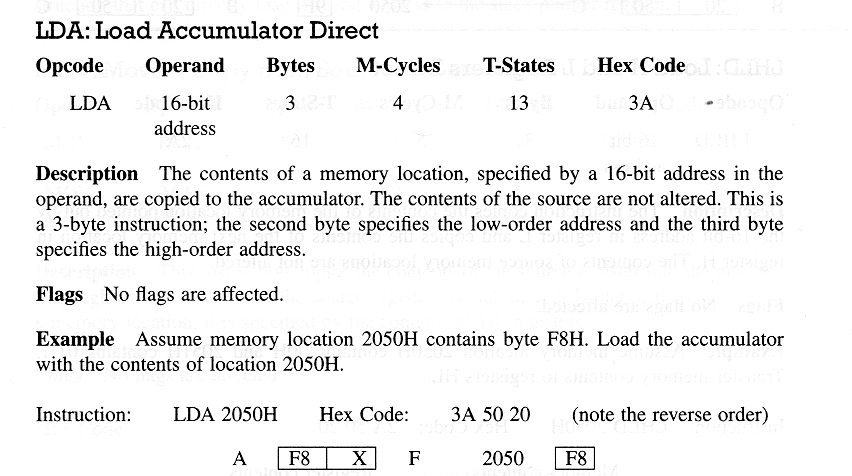 LDA: Load Accumulator Direct
Opcode Operand Bytes M-Cycles T-States Hex Code
LDA 16-bit 3 4 13 3A
address
Description The contents of a memory location, specified by a 16-bit address in the
operand, are copied to the accumulator. The contents of the source are not altered. This is
a 3-byte instruction; the second byte specifies the low-order address and the third byte
specifies the high-order address.
Flags No flags are affected.
Example Assume memory location 2050H contains byte F8H. Load the accumulator
with the contents of location 2050H.
Instruction: LDA 2050H Hex Code: 3A 50 20 (note the reverse order)
A F8 X F 2050 F8